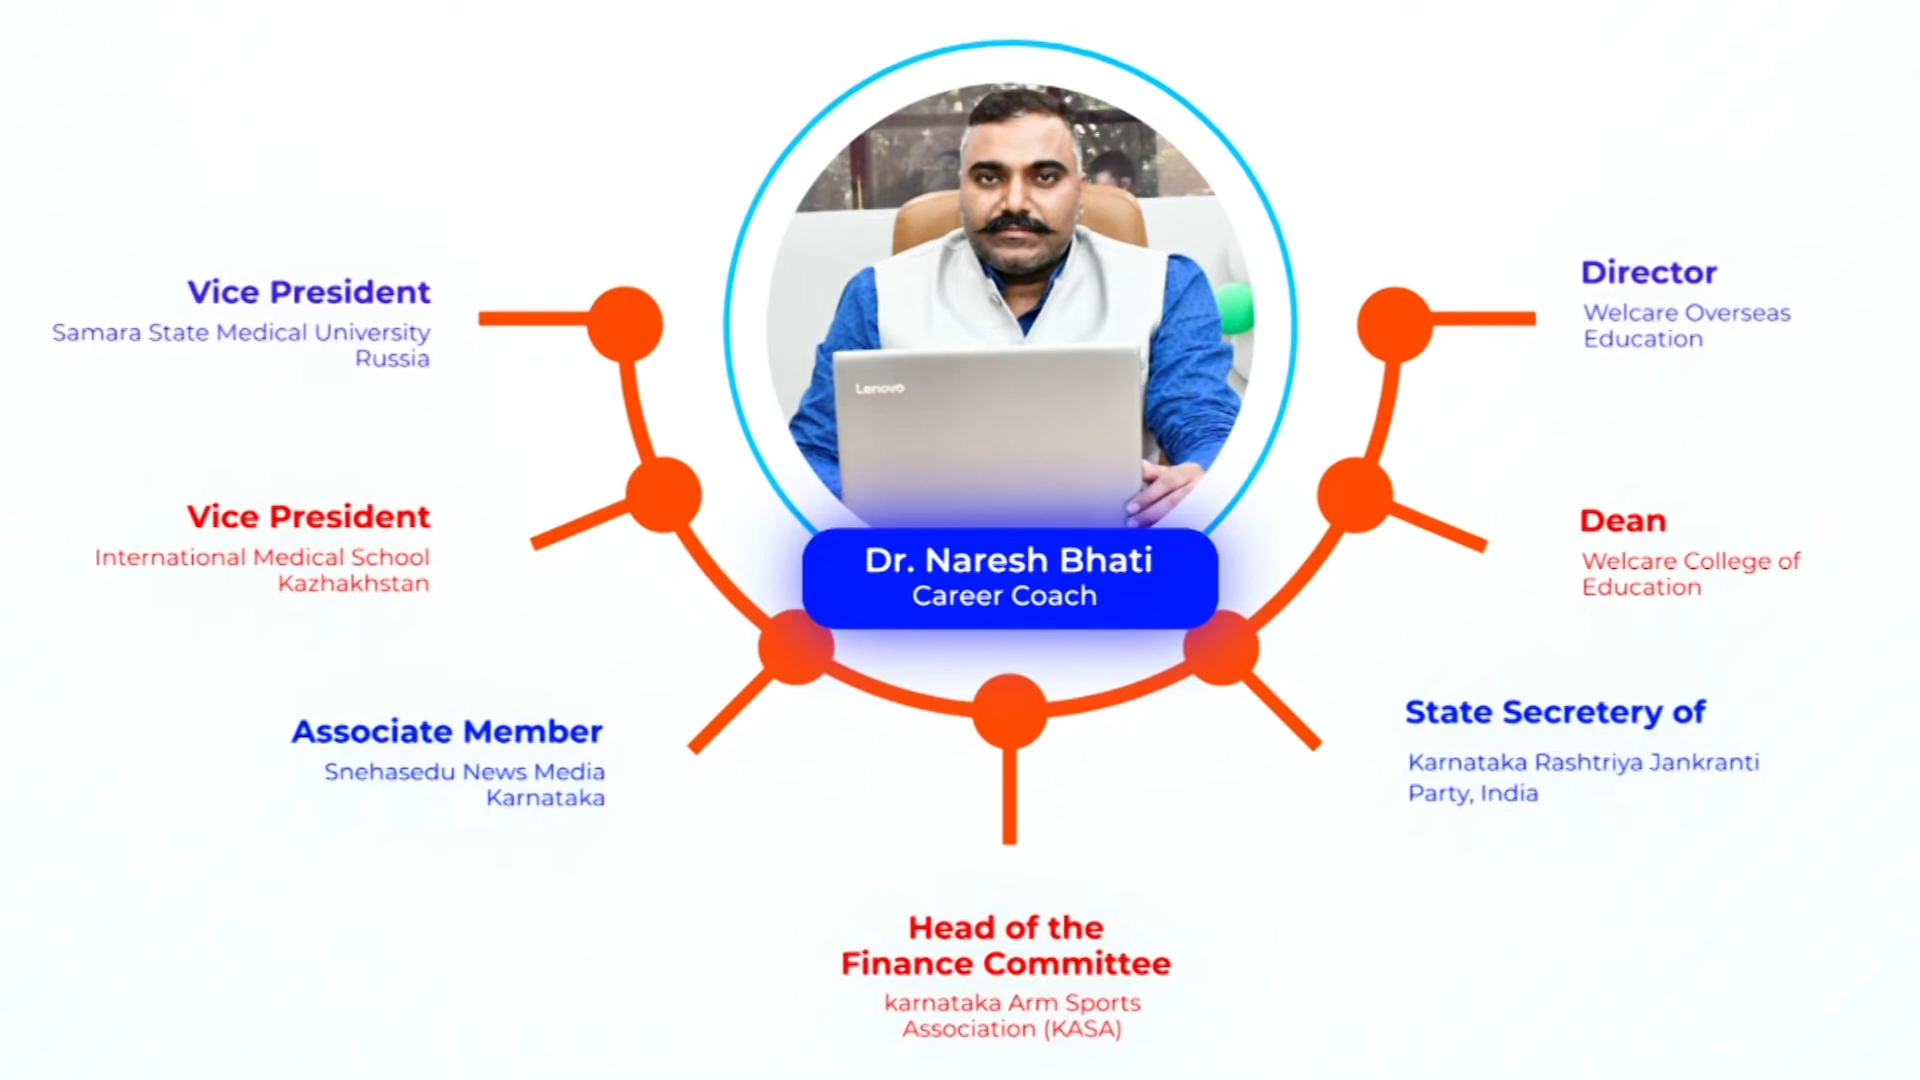 Lenovo
Dr. Naresh Bhati
Career Coach
Vice President
Samara State Medical University
Russia
Vice President
International Medical School
Kazhakhstan
Associate Member
Snehasedu News Media
Karnataka
Head of the
Finance Committee
karnataka Arm Sports
Association (KASA)
State Secretery of
Karnataka Rashtriya Jankranti
Party, India
Dean
Welcare College of
Education
Director
Welcare Overseas
Education